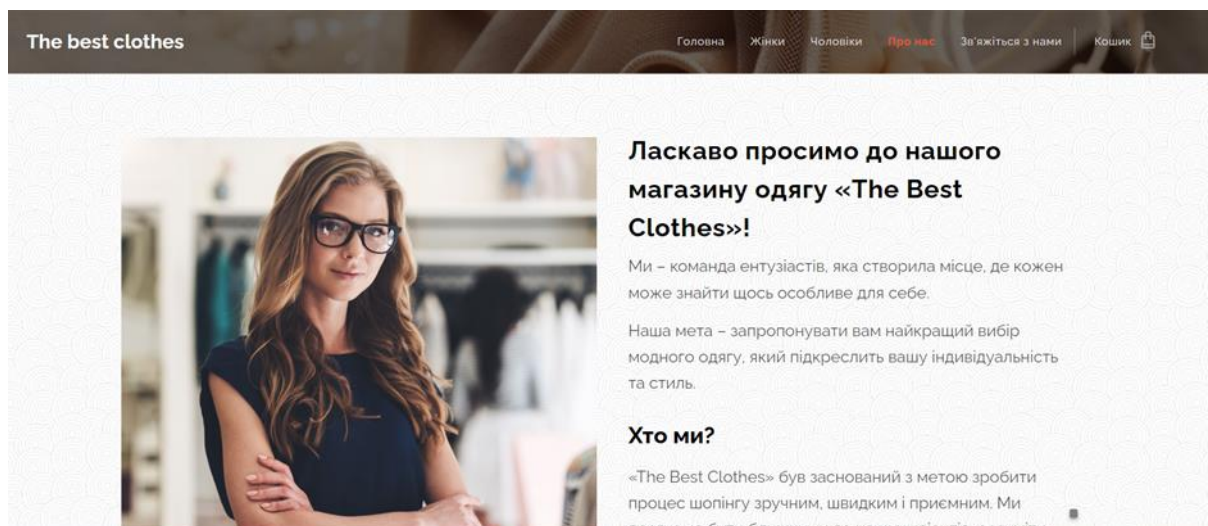 The best clothes
Головна Жінки Чоловіки Про нас Зв'яжіться з нами Кошик
Ласкаво просимо до нашого
магазину одягу «The Best
Clothes»!
Ми – команда ентузіастів, яка створила місце, де кожен
може знайти щось особливе для себе.
Наша мета – запропонувати вам найкращий вибір
модного одягу, який підкреслить вашу індивідуальність
та стиль.
Хто ми?
«The Best Clothes» був заснований з метою зробити
процес шопінгу зручним, швидким і приємним. Ми